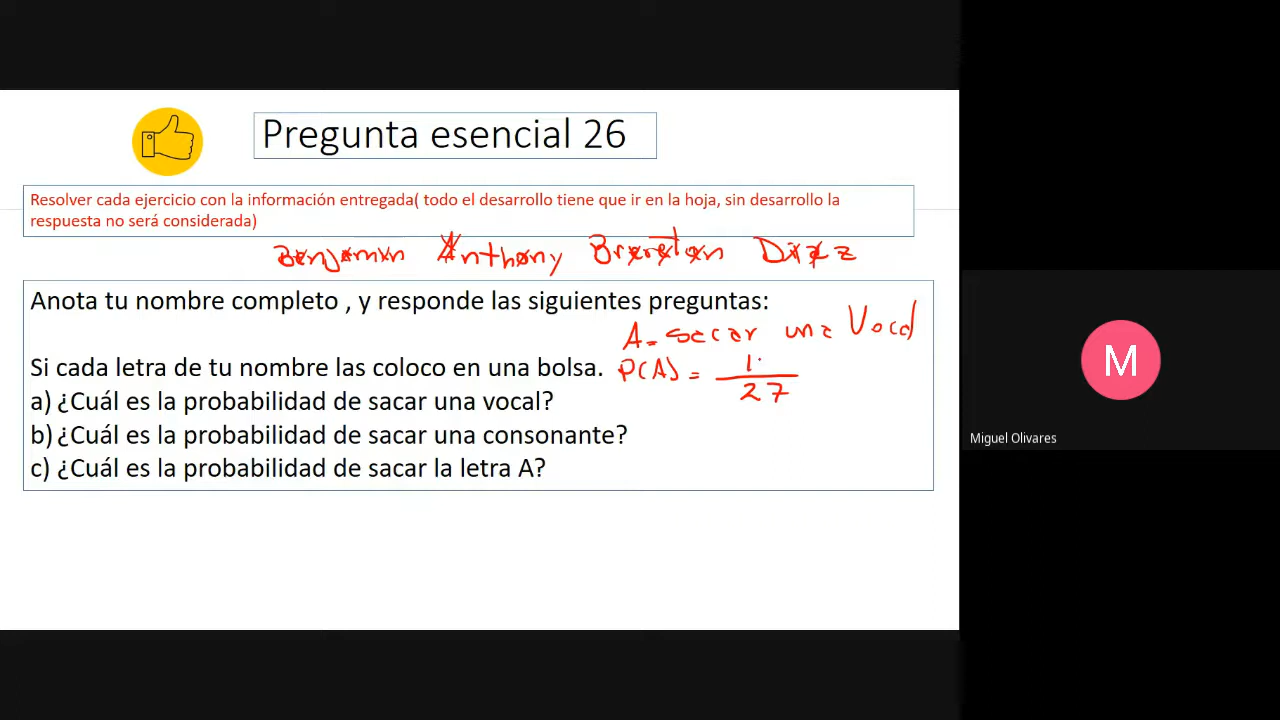 Pregunta esencial 26
Resolver cada ejercicio con la información entregada( todo el desarrollo tiene que ir en la hoja, sin desarrollo la
respuesta no será considerada)
Benjamin Anthony Brereton Diaz
Anota tu nombre completo , y responde las siguientes preguntas:
A = sacar una Vocal
Si cada letra de tu nombre las coloco en una bolsa.
P(A) = 1
27
a) ¿Cuál es la probabilidad de sacar una vocal?
b) ¿Cuál es la probabilidad de sacar una consonante?
c) ¿Cuál es la probabilidad de sacar la letra A?
M
Miguel Olivares